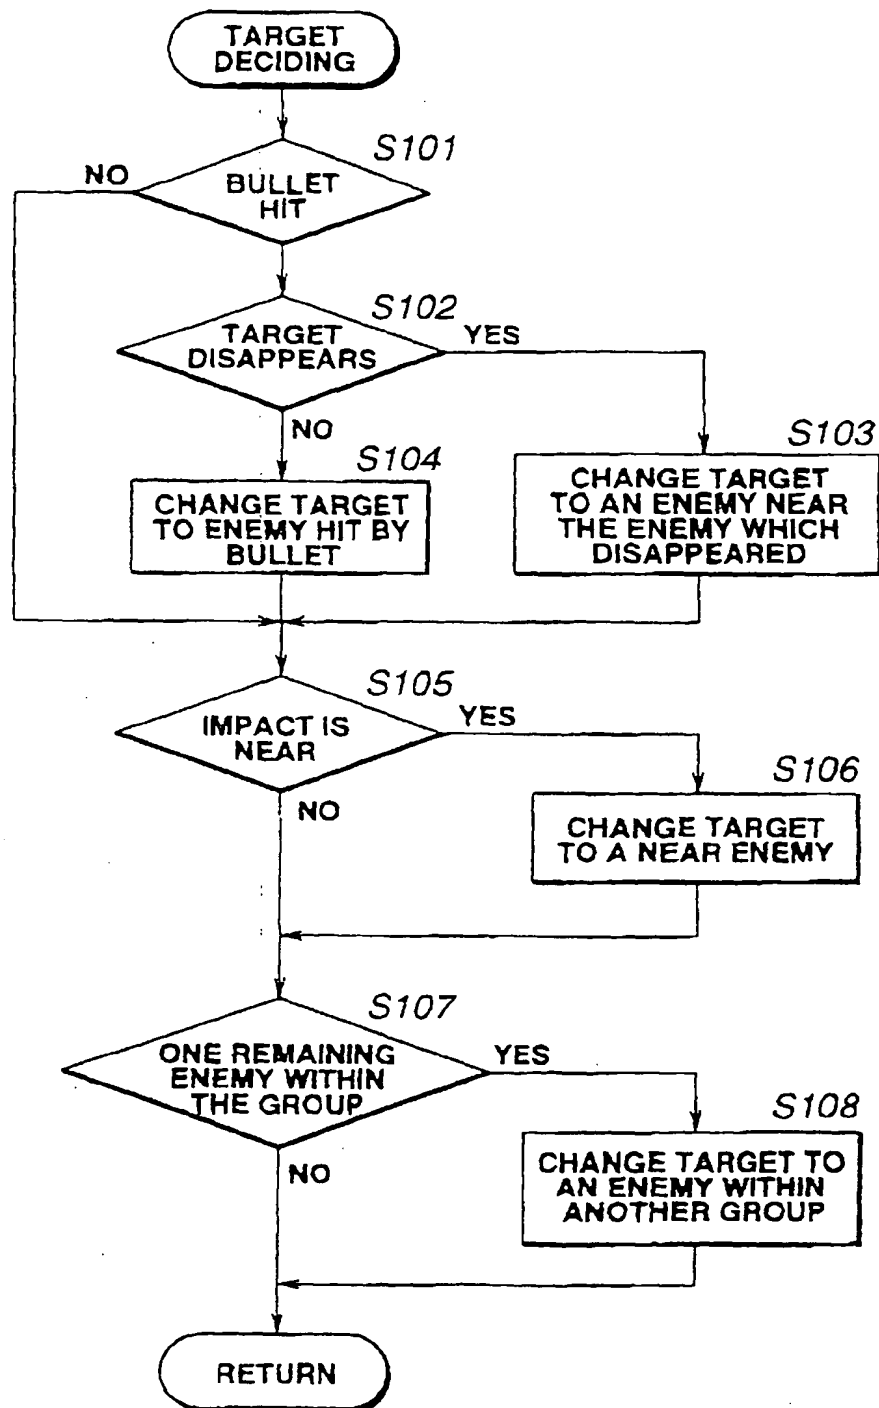 TARGET
DECIDING
S101
NO
BULLET
HIT
S102
TARGET
DISAPPEARS
YES
NO
S103
S104
CHANGE TARGET
TO ENEMY HIT BY
BULLET
CHANGE TARGET
TO AN ENEMY NEAR
THE ENEMY WHICH
DISAPPEARED
S105
IMPACT IS
NEAR
YES
NO
S106
CHANGE TARGET
TO A NEAR ENEMY
S107
ONE REMAINING
ENEMY WITHIN
THE GROUP
YES
NO
S108
CHANGE TARGET TO
AN ENEMY WITHIN
ANOTHER GROUP
RETURN